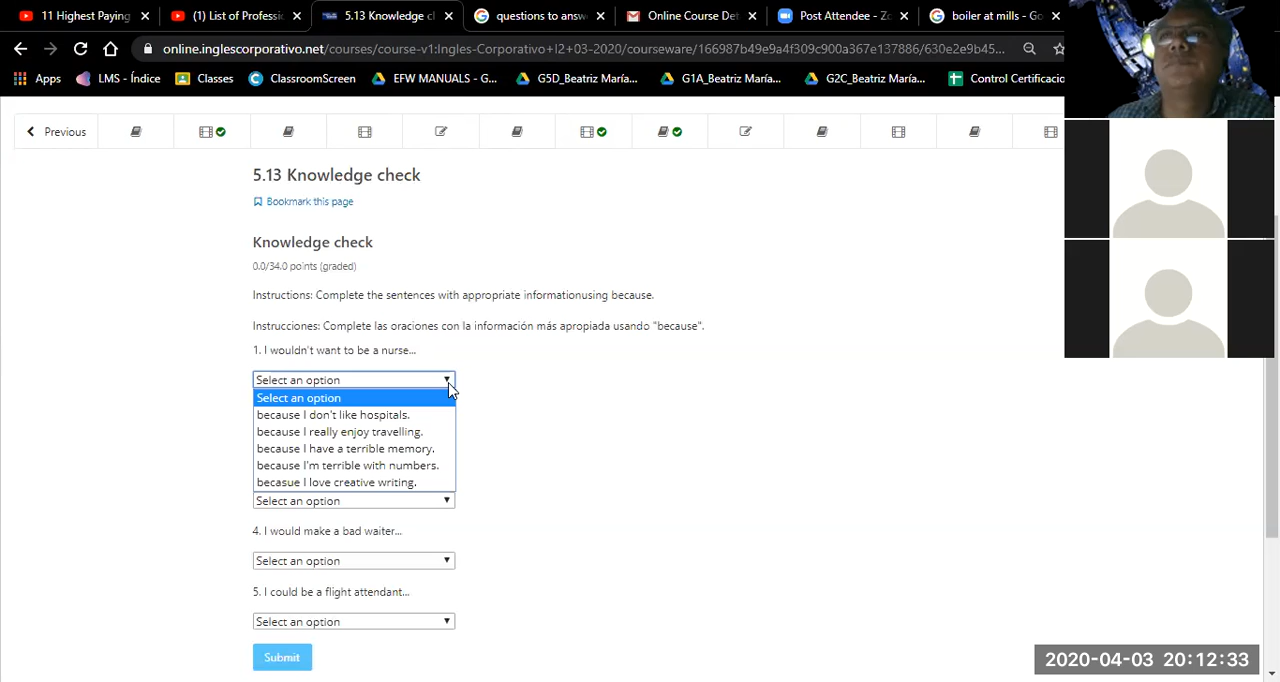 11 Highest Paying
(1) List of Professi
5.13 Knowledge ch
questions to answ
Online Course Det
Post Attendee - Zo
boiler at mills - Go
online.inglescorporativo.net/courses/course-v1:Ingles-Corporativo+I2+03-2020/courseware/166987b49e9a4f309c900a367e137886/630e2e9b45...
Apps
LMS - Índice
Classes
ClassroomScreen
EFW MANUALS - G...
G5D_Beatriz María...
G1A_Beatriz María...
G2C_Beatriz María...
Control Certificacio
Previous
5.13 Knowledge check
Bookmark this page
Knowledge check
0.0/34.0 points (graded)
Instructions: Complete the sentences with appropriate informationusing because.
Instrucciones: Complete las oraciones con la información más apropiada usando "because".
1. I wouldn't want to be a nurse...
Select an option
Select an option
because I don't like hospitals.
because I really enjoy travelling.
because I have a terrible memory.
because I'm terrible with numbers.
becasue I love creative writing.
Select an option
4. I would make a bad waiter...
Select an option
5. I could be a flight attendant...
Select an option
Submit
2020-04-03 20:12:33